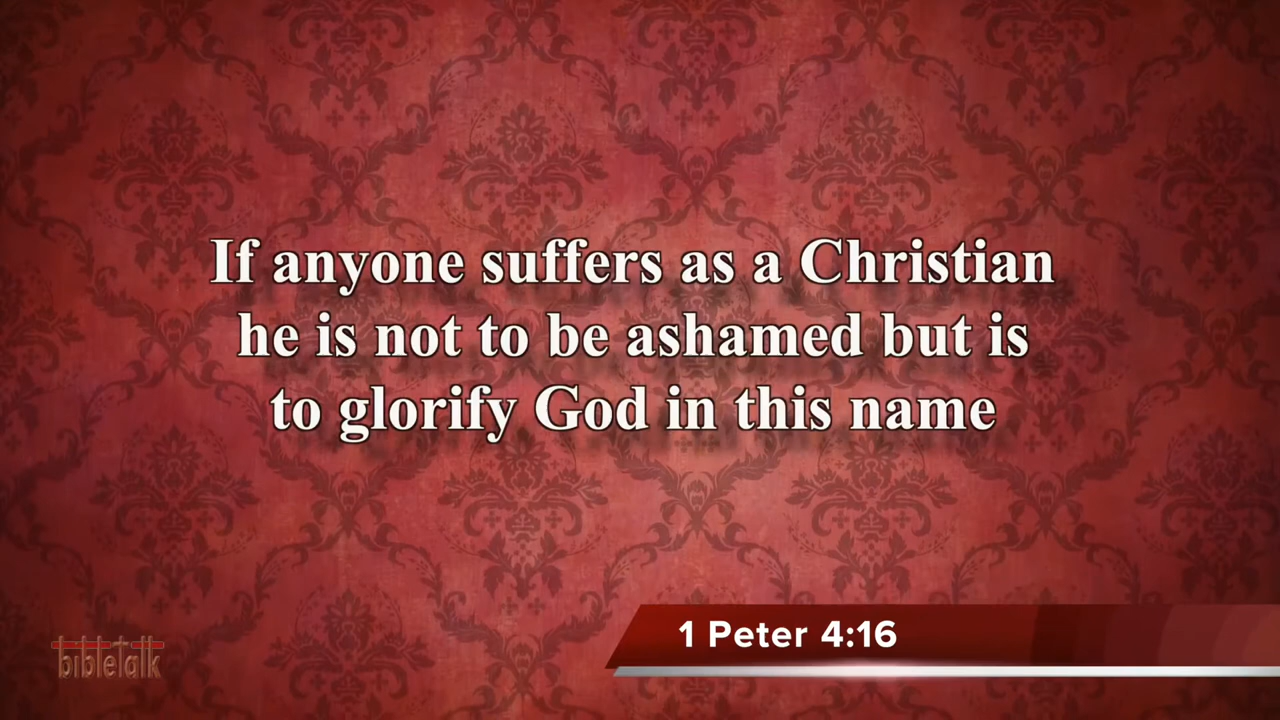 If anyone suffers as a Christian
he is not to be ashamed but is
to glorify God in this name
1 Peter 4:16
bibletalk